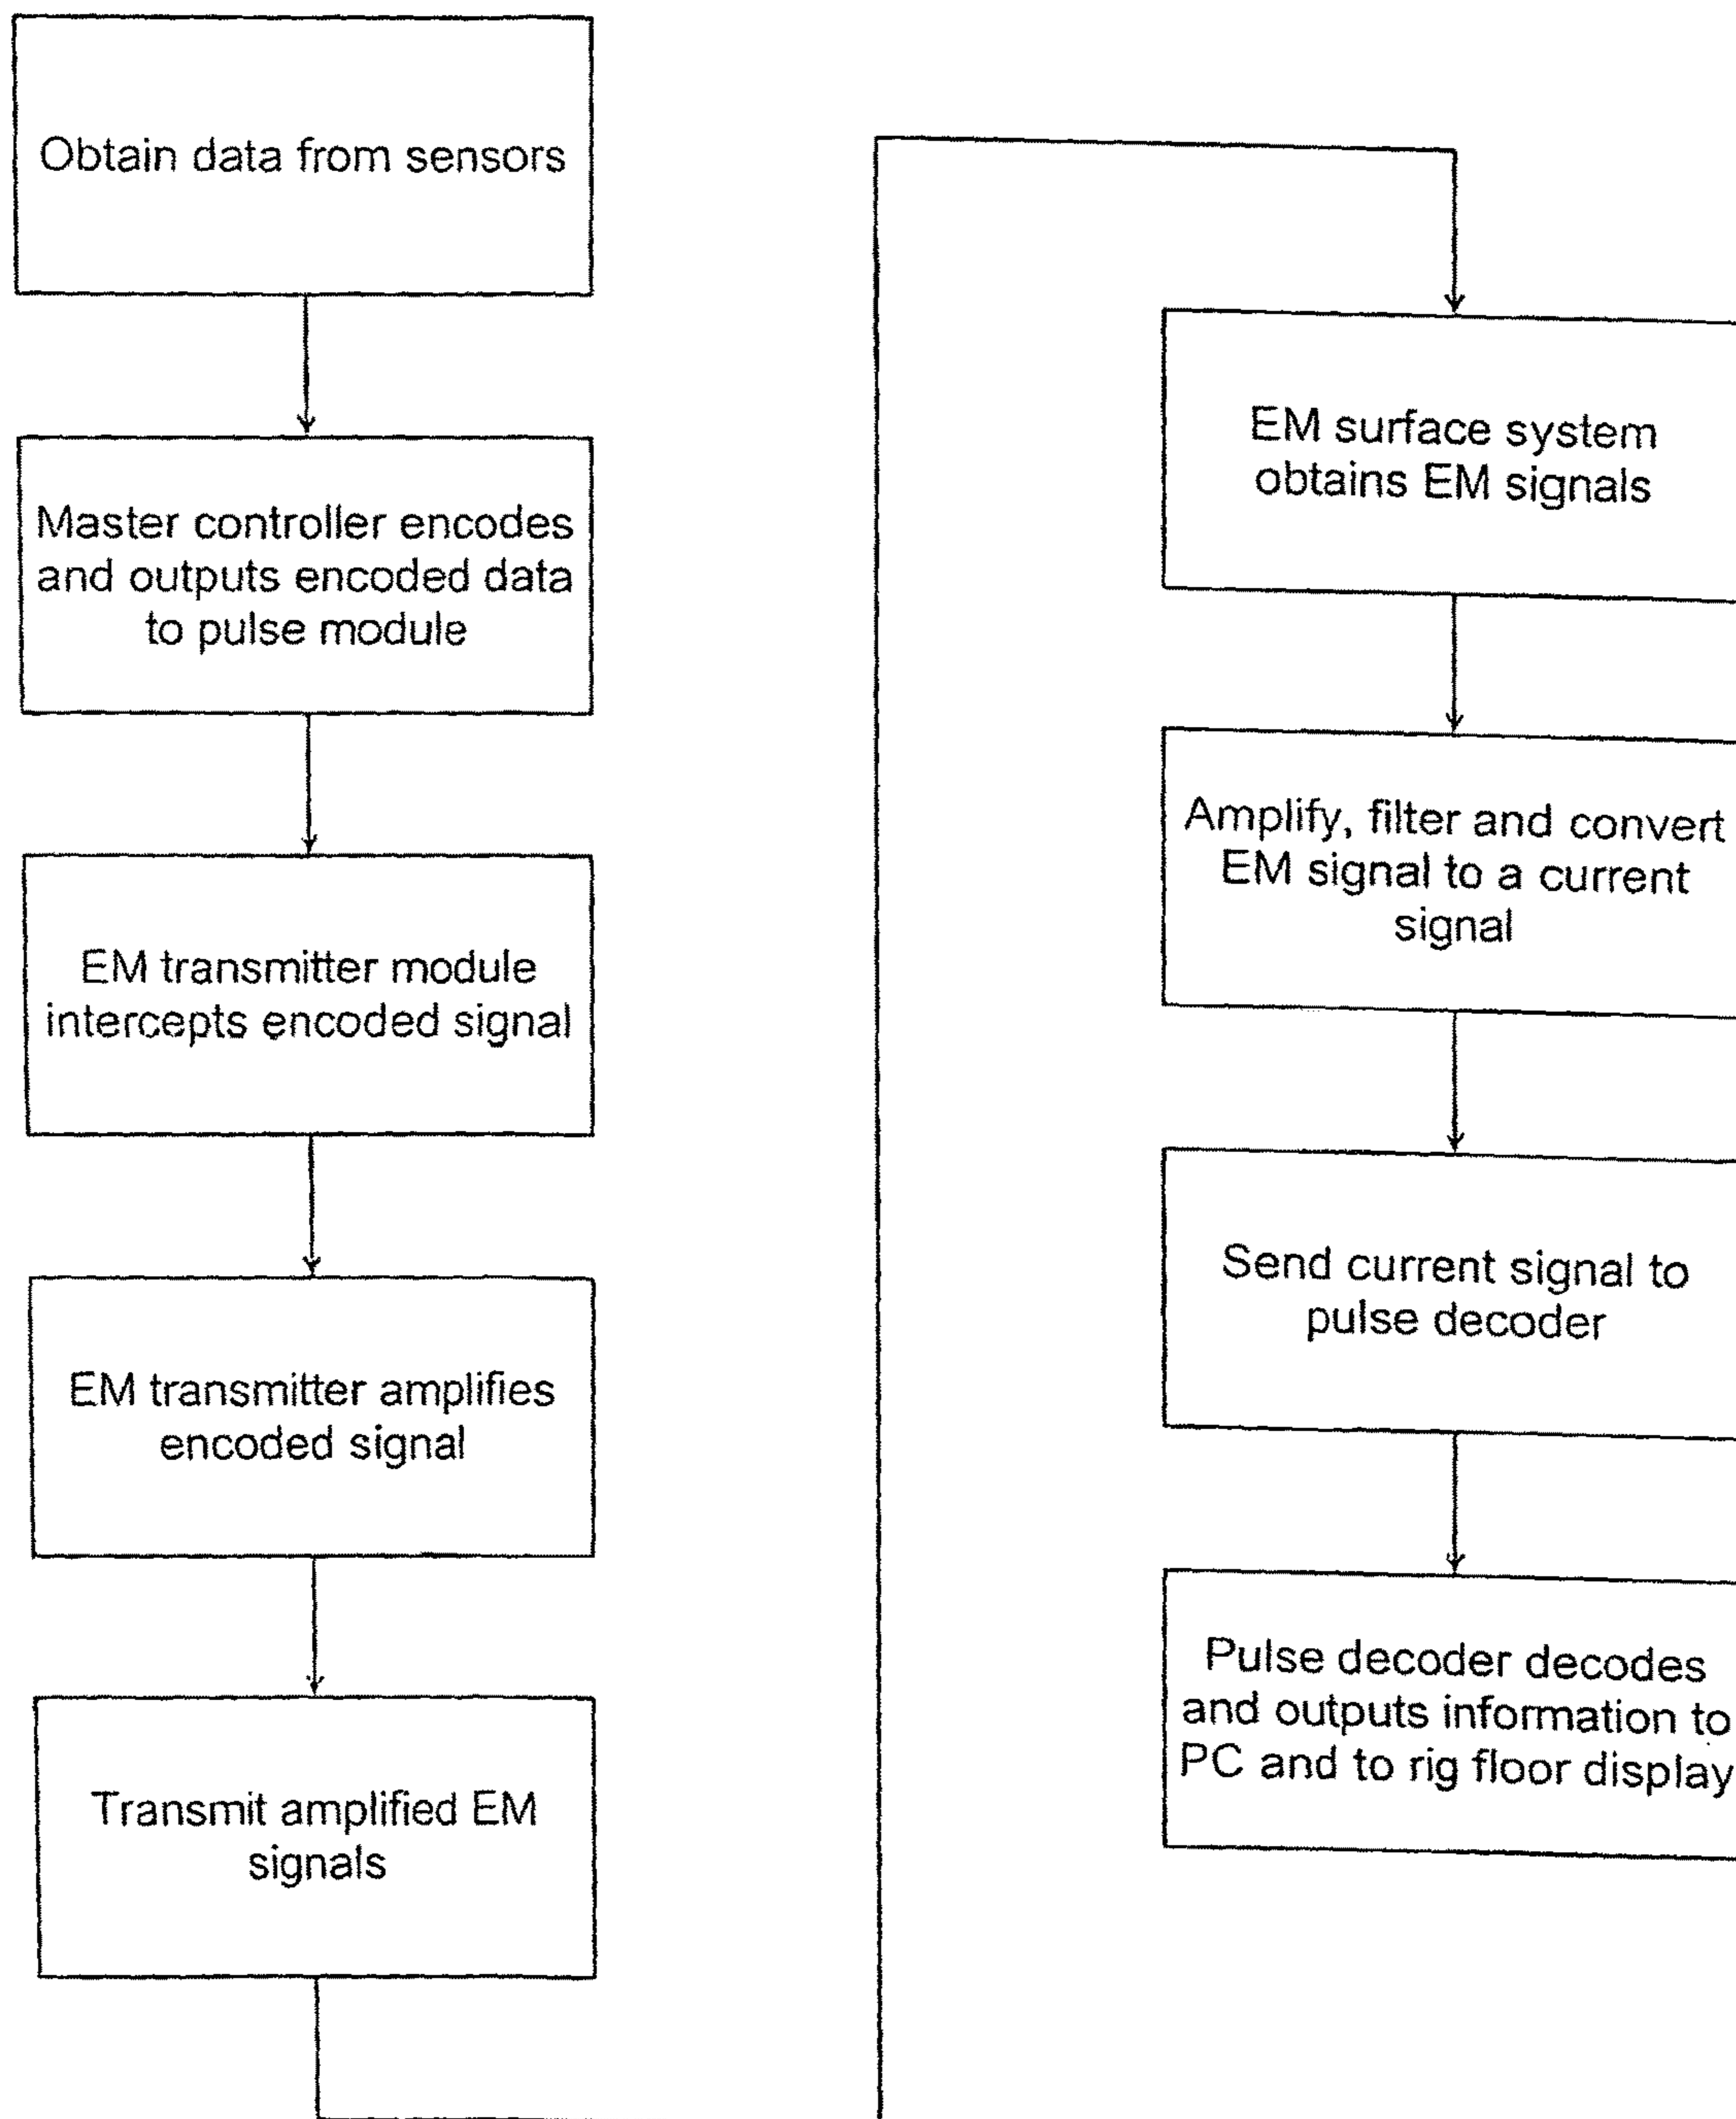 Obtain data from sensors
Master controller encodes
and outputs encoded data
to pulse module
EM transmitter module
intercepts encoded signal
EM transmitter amplifies
encoded signal
Transmit amplified EM
signals
EM surface system
obtains EM signals
Amplify, filter and convert
EM signal to a current
signal
Send current signal to
pulse decoder
Pulse decoder decodes
and outputs information to
PC and to rig floor display